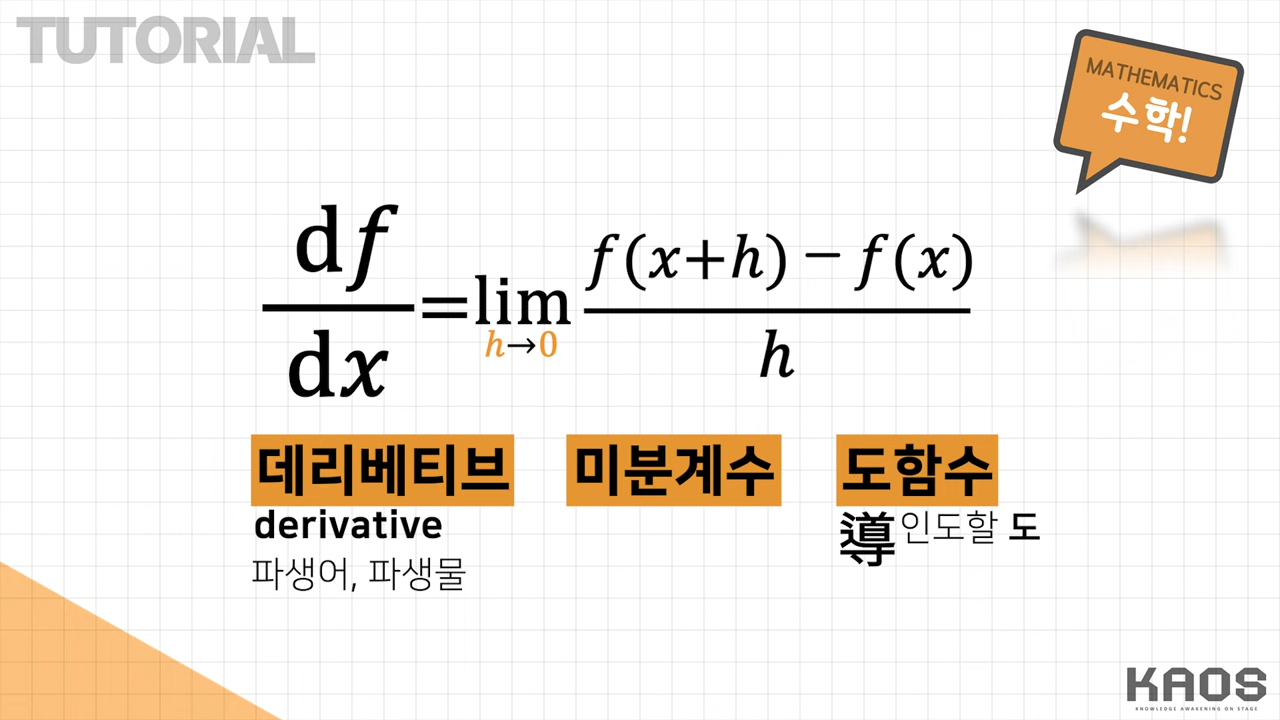 TUTORIAL
MATHEMATICS
수학!
df/dx = lim h→0 f(x+h) − f(x) / h
데리베티브 미분계수 도함수
derivative 導 인도할 도
파생어, 파생물
KAOS
KNOWLEDGE AWAKENING ON STAGE